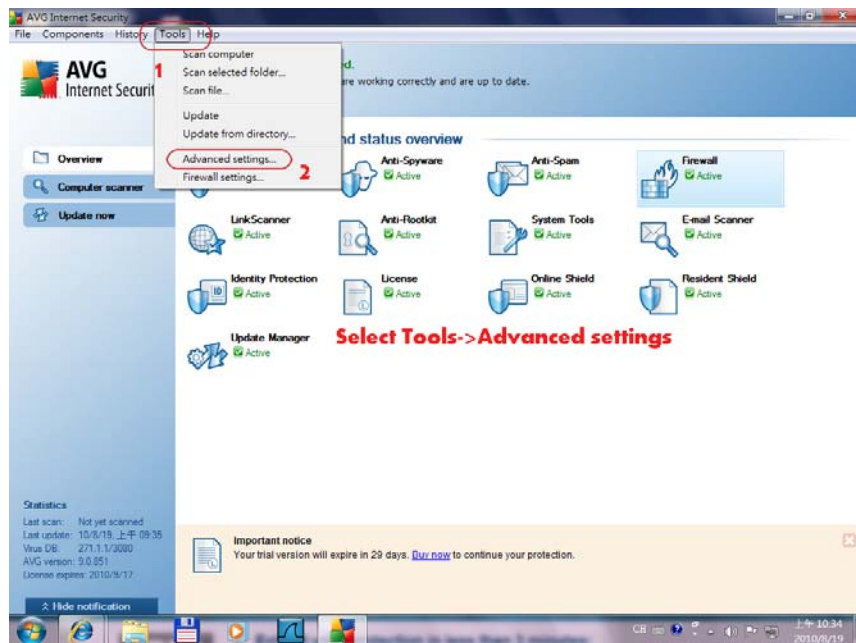 AVG Internet Security
File Components History Tools Help
1
Scan computer
Scan selected folder...
Scan file...
Update
Update from directory...
Advanced settings...
2
Firewall settings...
AVG
Internet Securit
d.
are working correctly and are up to date.
nd status overview
Overview
Computer scanner
Update now
Anti-Spyware
Active
Anti-Spam
Active
Firewall
Active
LinkScanner
Active
Anti-Rootkit
Active
System Tools
Active
E-mail Scanner
Active
Identity Protection
Active
License
Active
Online Shield
Active
Resident Shield
Active
Update Manager
Active
Select Tools->Advanced settings
Statistics
Last scan: Not yet scanned
Last update: 10/8/19, 上午 09:35
Virus DB: 271.1.1/3080
AVG version: 9.0.851
License expires: 2010/9/17
Hide notification
Important notice
Your trial version will expire in 29 days. Buy now to continue your protection.
CH
上午 10:34
2010/8/19